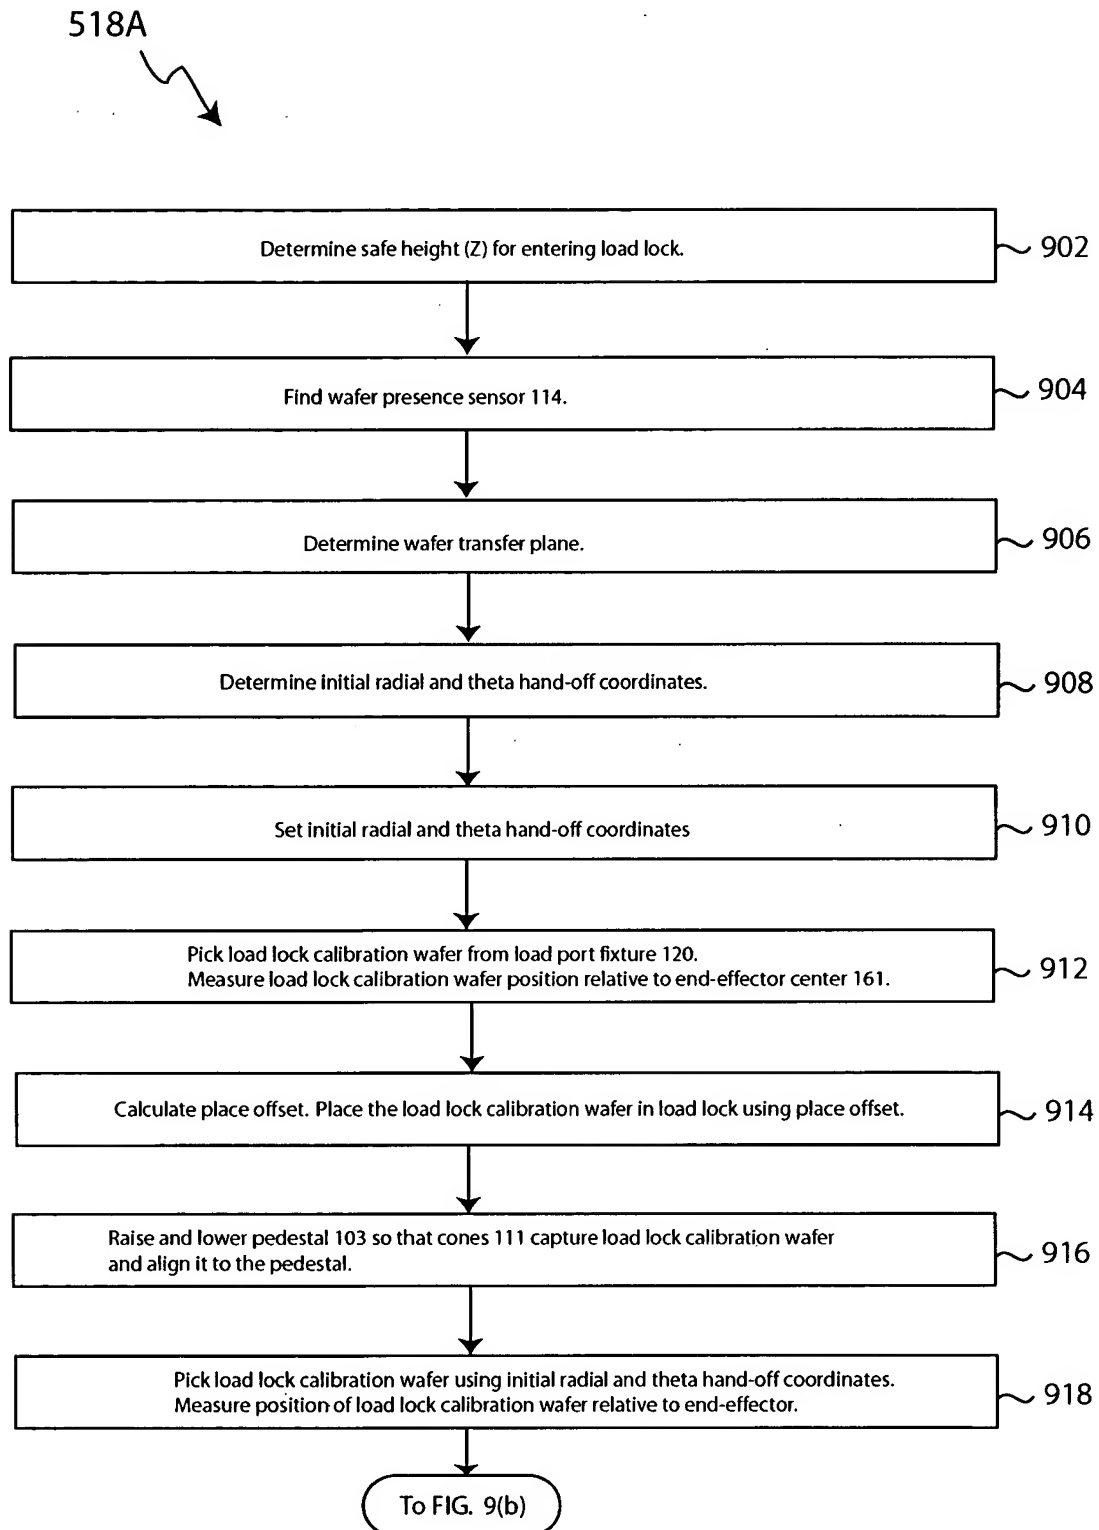 518A
Determine safe height (Z) for entering load lock.
902
Find wafer presence sensor 114.
904
Determine wafer transfer plane.
906
Determine initial radial and theta hand-off coordinates.
908
Set initial radial and theta hand-off coordinates
910
Pick load lock calibration wafer from load port fixture 120.
Measure load lock calibration wafer position relative to end-effector center 161.
912
Calculate place offset. Place the load lock calibration wafer in load lock using place offset.
914
Raise and lower pedestal 103 so that cones 111 capture load lock calibration wafer
and align it to the pedestal.
916
Pick load lock calibration wafer using initial radial and theta hand-off coordinates.
Measure position of load lock calibration wafer relative to end-effector.
918
To FIG. 9(b)